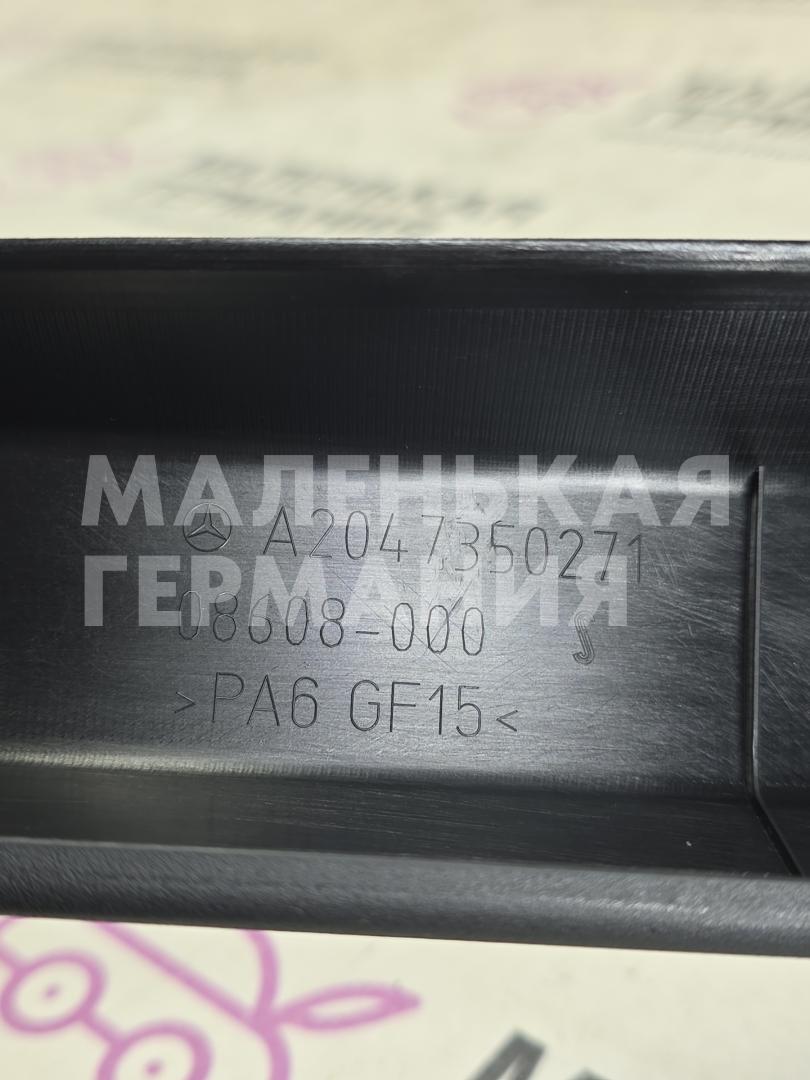 МАЛЕНЬКАЯ
A2047350271
ГЕРМАНИЯ
08608-000
>PA6 GF15<